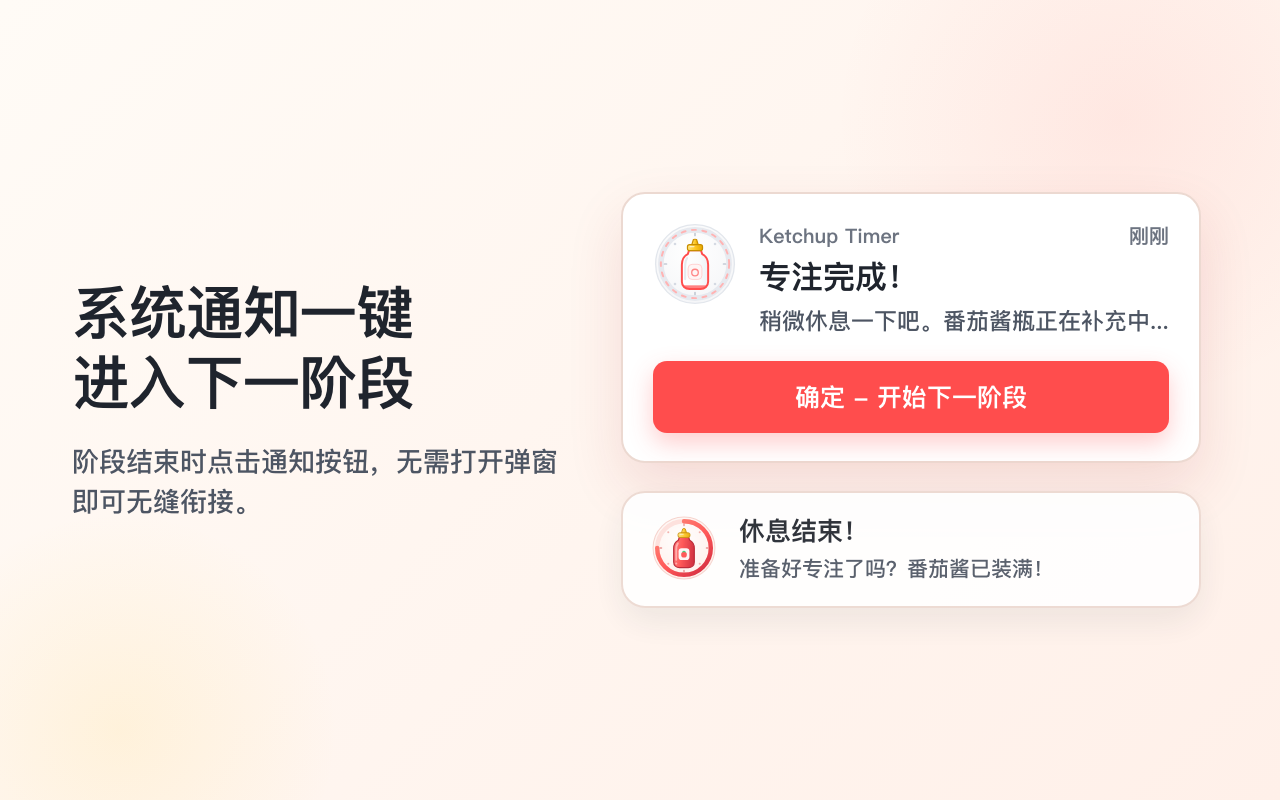 系统通知一键
进入下一阶段
阶段结束时点击通知按钮，无需打开弹窗
即可无缝衔接。
Ketchup Timer
刚刚
专注完成！
稍微休息一下吧。番茄酱瓶正在补充中...
确定 – 开始下一阶段
休息结束！
准备好专注了吗？番茄酱已装满！